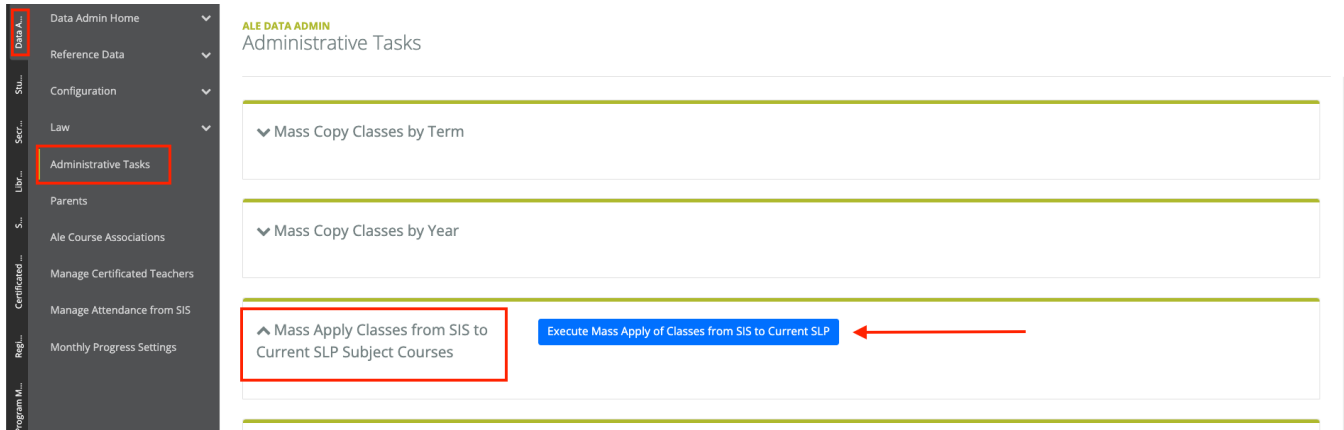 Data A...
Stu...
Secr...
Libr...
S...
Certificated ...
Regi...
Program M...
Data Admin Home
Reference Data
Configuration
Law
Administrative Tasks
Parents
Ale Course Associations
Manage Certificated Teachers
Manage Attendance from SIS
Monthly Progress Settings
ALE DATA ADMIN
Administrative Tasks
Mass Copy Classes by Term
Mass Copy Classes by Year
Mass Apply Classes from SIS to
Current SLP Subject Courses
Execute Mass Apply of Classes from SIS to Current SLP